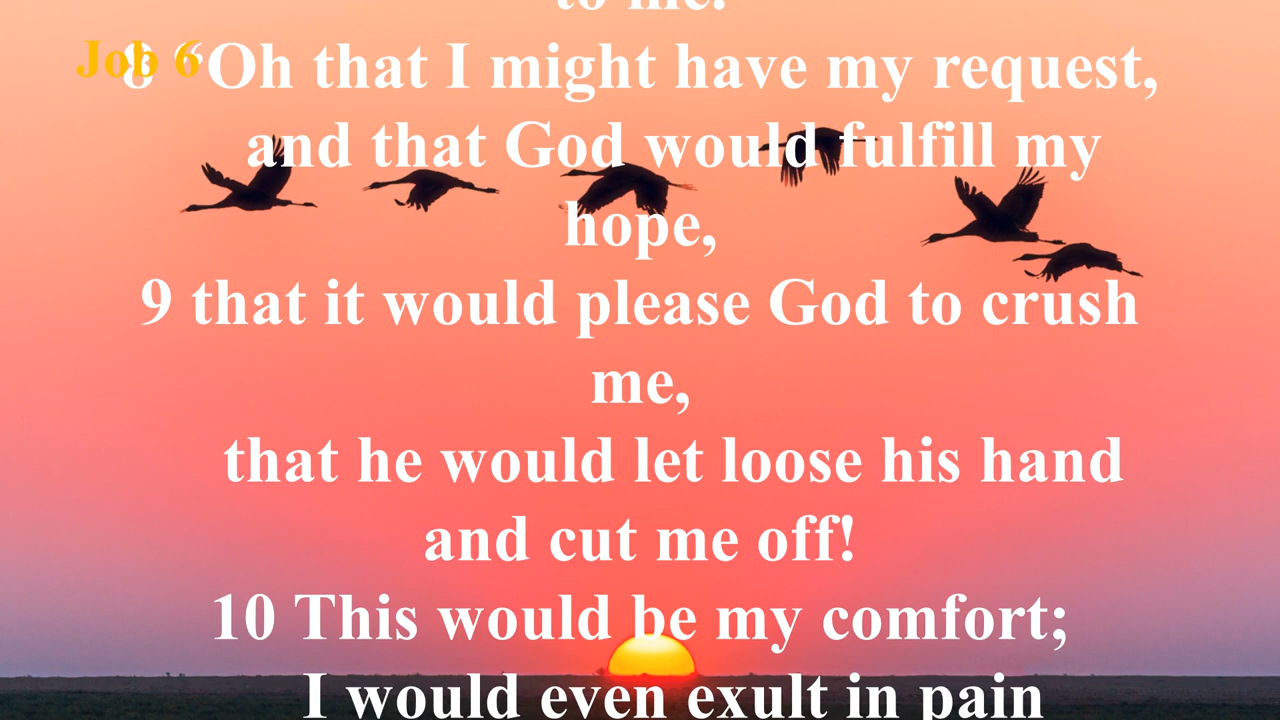 to me.
Job 6
8 “Oh that I might have my request,
and that God would fulfill my
hope,
9 that it would please God to crush
me,
that he would let loose his hand
and cut me off!
10 This would be my comfort;
I would even exult in pain